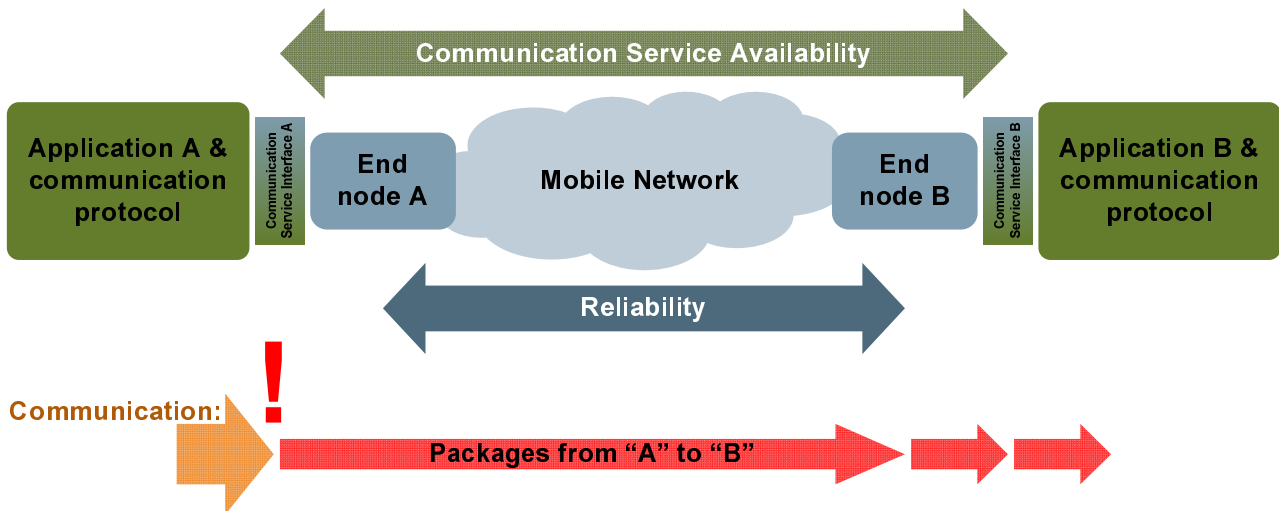 Communication Service Availability
Application A &
communication
protocol
Communication
Service Interface A
End
node A
Mobile Network
End
node B
Communication
Service Interface B
Application B &
communication
protocol
Reliability
!
Communication:
Packages from “A” to “B”